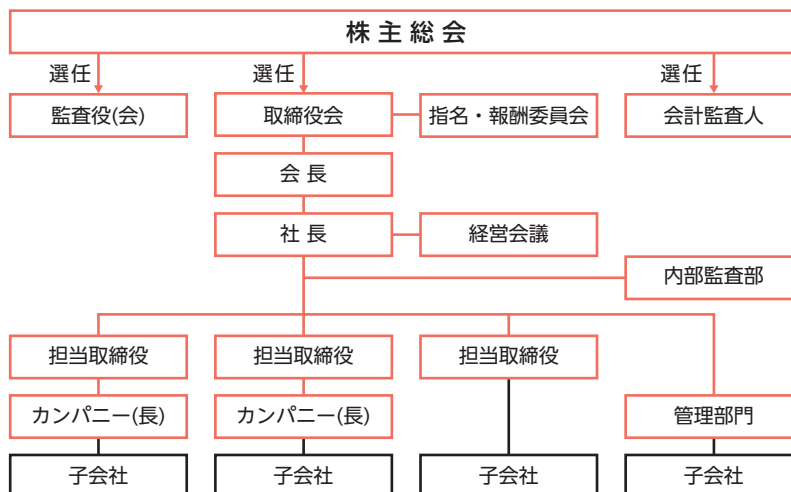 株主総会
選任 選任 選任
監査役(会) 取締役会 指名・報酬委員会 会計監査人
会長
社長 経営会議
内部監査部
担当取締役 担当取締役 担当取締役
カンパニー(長) カンパニー(長) 管理部門
子会社 子会社 子会社 子会社